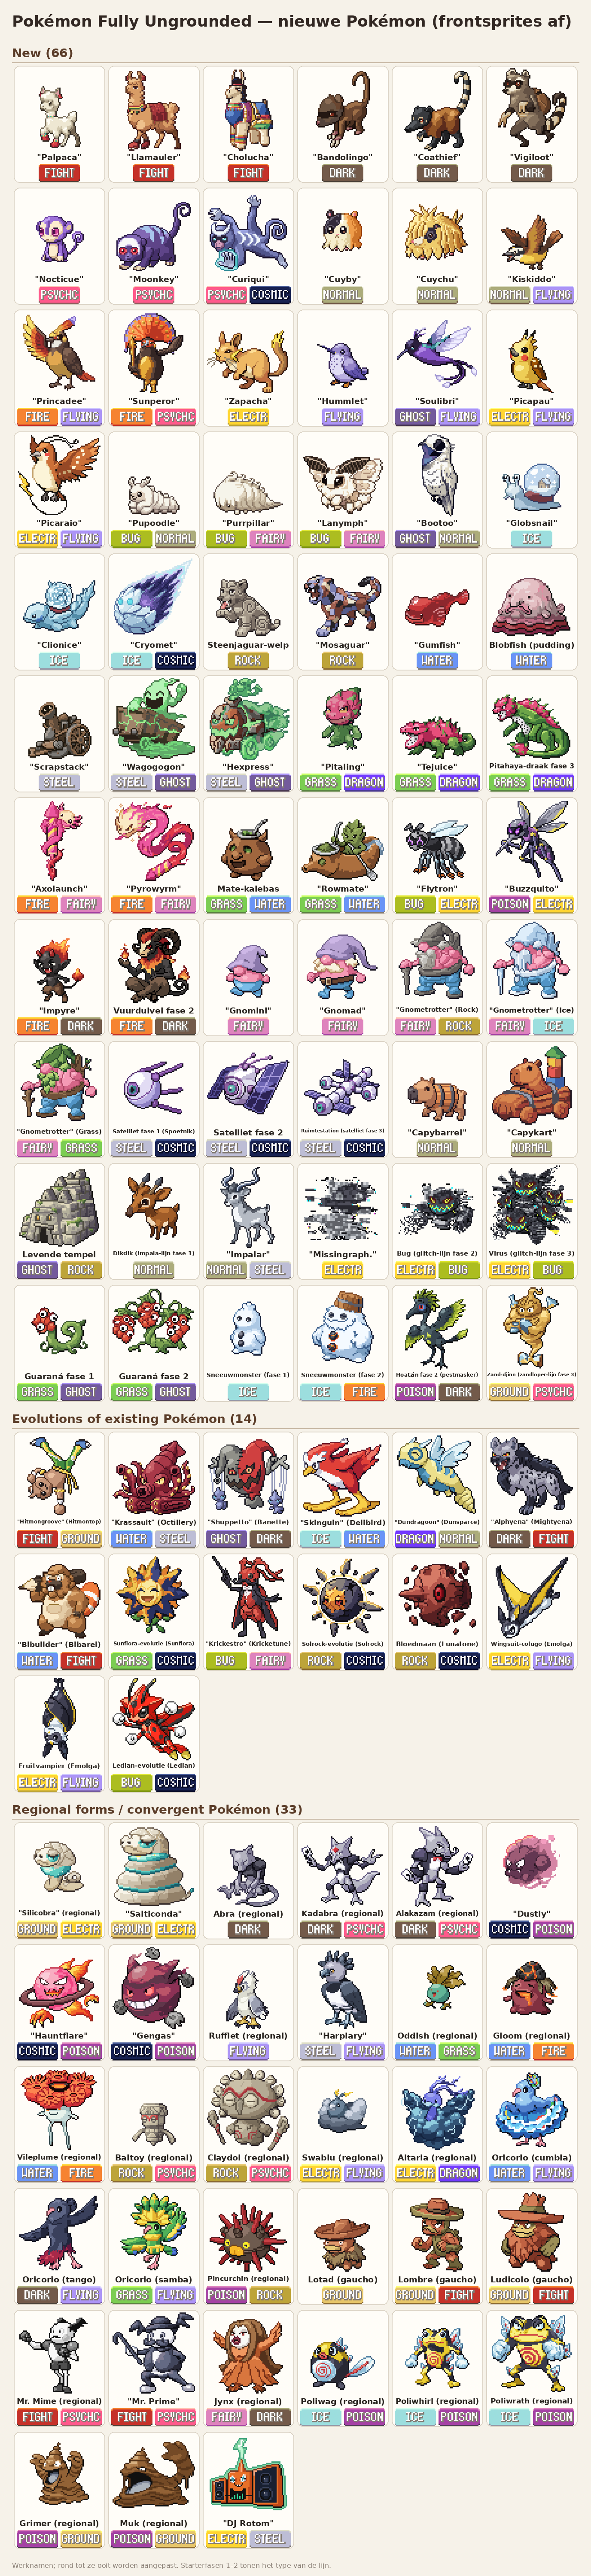 Pokémon Fully Ungrounded — nieuwe Pokémon (frontsprites af)
New (66)
"Palpaca" "Llamauler" "Cholucha" "Bandolingo" "Coathief" "Vigiloot"
FIGHT FIGHT FIGHT DARK DARK DARK
"Nocticue" "Moonkey" "Curiqui" "Cuyby" "Cuychu" "Kiskiddo"
PSYCHC PSYCHC PSYCHC COSMIC NORMAL NORMAL NORMAL FLYING
"Princadee" "Sunperor" "Zapacha" "Hummlet" "Soulibri" "Picapau"
FIRE FLYING FIRE PSYCHC ELECTR FLYING GHOST FLYING ELECTR FLYING
"Picaraio" "Pupoodle" "Purrpillar" "Lanymph" "Bootoo" "Globsnail"
ELECTR FLYING BUG NORMAL BUG FAIRY BUG FAIRY GHOST NORMAL ICE
"Clionice" "Cryomet" Steenjaguar-welp "Mosaguar" "Gumfish" Blobfish (pudding)
ICE ICE COSMIC ROCK ROCK WATER WATER
"Scrapstack" "Wagogogon" "Hexpress" "Pitaling" "Tejuice" Pitahaya-draak fase 3
STEEL STEEL GHOST STEEL GHOST GRASS DRAGON GRASS DRAGON GRASS DRAGON
"Axolaunch" "Pyrowyrm" Mate-kalebas "Rowmate" "Flytron" "Buzzquito"
FIRE FAIRY FIRE FAIRY GRASS WATER GRASS WATER BUG ELECTR POISON ELECTR
"Impyre" Vuurduivel fase 2 "Gnomini" "Gnomad" "Gnometrotter" (Rock) "Gnometrotter" (Ice)
FIRE DARK FIRE DARK FAIRY FAIRY FAIRY ROCK FAIRY ICE
"Gnometrotter" (Grass) Satelliet fase 1 (Spoetnik) Satelliet fase 2 Ruimtestation (satelliet fase 3) "Capybarrel" "Capykart"
FAIRY GRASS STEEL COSMIC STEEL COSMIC STEEL COSMIC NORMAL NORMAL
Levende tempel Dikdik (impala-lijn fase 1) "Impalar" "Missingraph." Bug (glitch-lijn fase 2) Virus (glitch-lijn fase 3)
GHOST ROCK NORMAL NORMAL STEEL ELECTR ELECTR BUG ELECTR BUG
Guaraná fase 1 Guaraná fase 2 Sneeuwmonster (fase 1) Sneeuwmonster (fase 2) Hoatzin fase 2 (pestmasker) Zand-djinn (zandloper-lijn fase 3)
GRASS GHOST GRASS GHOST ICE ICE FIRE POISON DARK GROUND PSYCHC
Evolutions of existing Pokémon (14)
"Hitmongroove" (Hitmontop) "Krassault" (Octillery) "Shuppetto" (Banette) "Skinguin" (Delibird) "Dundragoon" (Dunsparce) "Alphyena" (Mightyena)
FIGHT GROUND WATER STEEL GHOST DARK ICE WATER DRAGON NORMAL DARK FIGHT
"Bibuilder" (Bibarel) Sunflora-evolutie (Sunflora) "Krickestro" (Kricketune) Solrock-evolutie (Solrock) Bloedmaan (Lunatone) Wingsuit-colugo (Emolga)
WATER FIGHT GRASS COSMIC BUG FAIRY ROCK COSMIC ROCK COSMIC ELECTR FLYING
Fruitvampier (Emolga) Ledian-evolutie (Ledian)
ELECTR FLYING BUG COSMIC
Regional forms / convergent Pokémon (33)
"Silicobra" (regional) "Salticonda" Abra (regional) Kadabra (regional) Alakazam (regional) "Dustly"
GROUND ELECTR GROUND ELECTR DARK DARK PSYCHC DARK PSYCHC COSMIC POISON
"Hauntflare" "Gengas" Rufflet (regional) "Harpiary" Oddish (regional) Gloom (regional)
COSMIC POISON COSMIC POISON FLYING STEEL FLYING WATER GRASS WATER FIRE
Vileplume (regional) Baltoy (regional) Claydol (regional) Swablu (regional) Altaria (regional) Oricorio (cumbia)
WATER FIRE ROCK PSYCHC ROCK PSYCHC ELECTR FLYING ELECTR DRAGON WATER FLYING
Oricorio (tango) Oricorio (samba) Pincurchin (regional) Lotad (gaucho) Lombre (gaucho) Ludicolo (gaucho)
DARK FLYING GRASS FLYING POISON ROCK GROUND GROUND FIGHT GROUND FIGHT
Mr. Mime (regional) "Mr. Prime" Jynx (regional) Poliwag (regional) Poliwhirl (regional) Poliwrath (regional)
FIGHT PSYCHC FIGHT PSYCHC FAIRY DARK ICE POISON ICE POISON ICE POISON
Grimer (regional) Muk (regional) "DJ Rotom"
POISON GROUND POISON GROUND ELECTR STEEL
Werknamen; rond tot ze ooit worden aangepast. Starterfasen 1–2 tonen het type van de lijn.